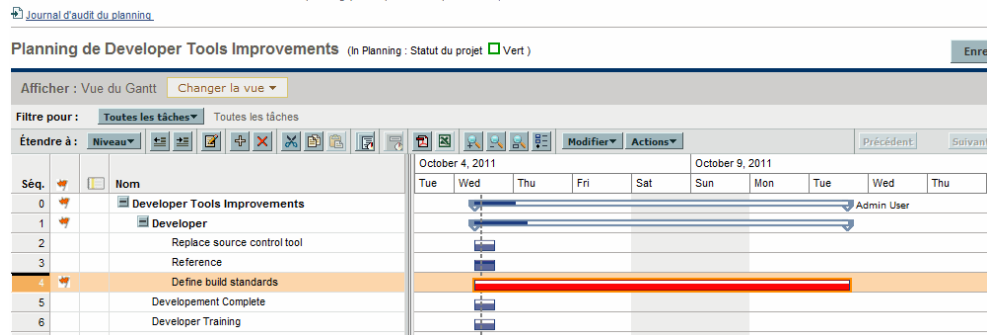 Journal d'audit du planning
Planning de Developer Tools Improvements (In Planning : Statut du projet Vert )
Enre
Afficher : Vue du Gantt Changer la vue
Filtre pour : Toutes les tâches Toutes les tâches
Étendre à : Niveau Modifier Actions Précédent Suivant
October 4, 2011 October 9, 2011
Séq. Nom Tue Wed Thu Fri Sat Sun Mon Tue Wed Thu
0 Developer Tools Improvements Admin User
1 Developer
2 Replace source control tool
3 Reference
4 Define build standards
5 Developement Complete
6 Developer Training